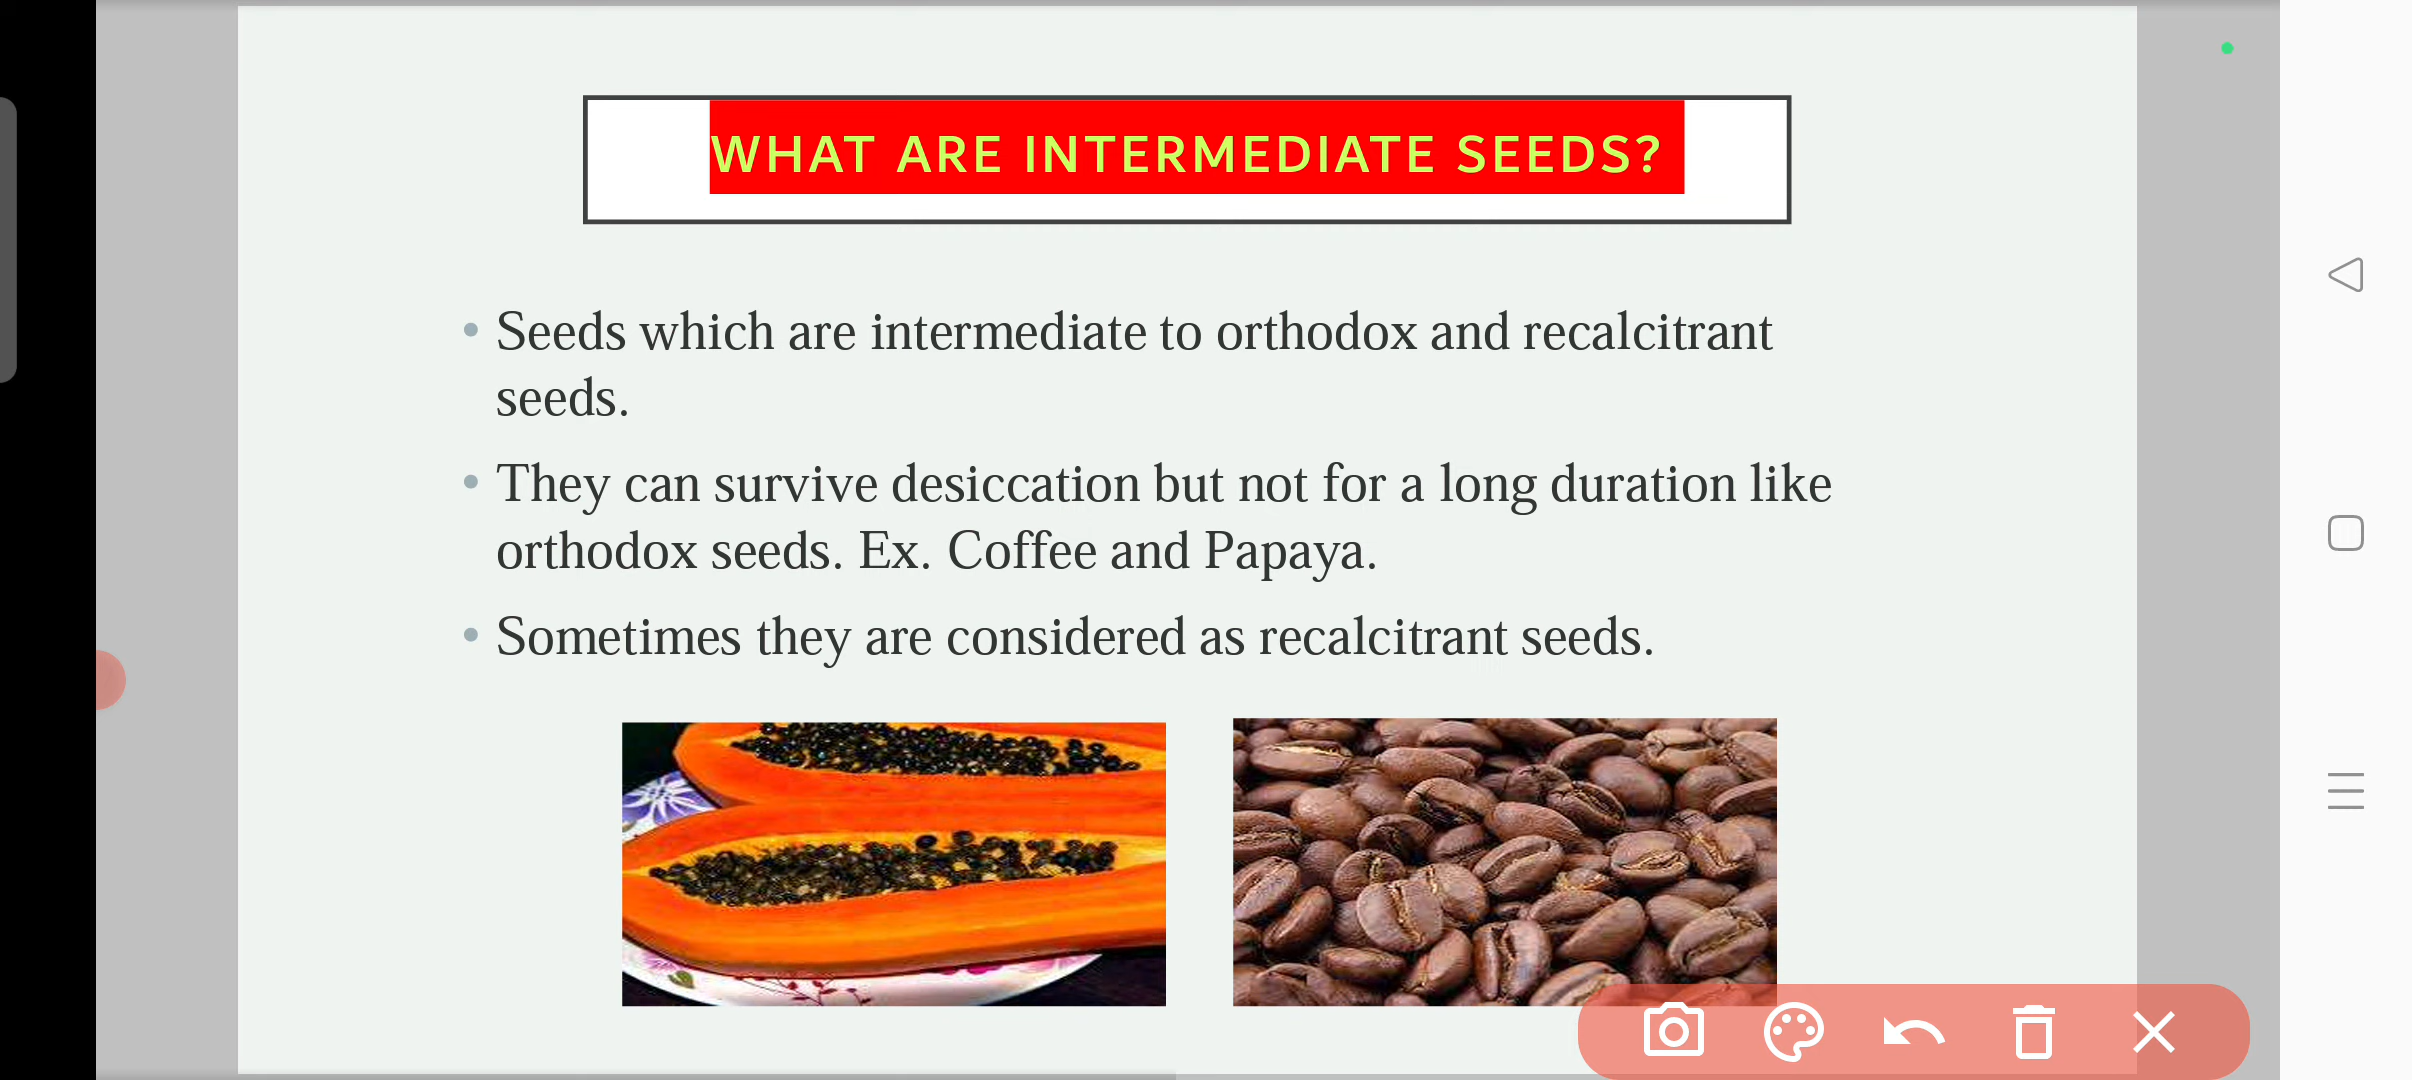 WHAT ARE INTERMEDIATE SEEDS?
• Seeds which are intermediate to orthodox and recalcitrant
seeds.
• They can survive desiccation but not for a long duration like
orthodox seeds. Ex. Coffee and Papaya.
• Sometimes they are considered as recalcitrant seeds.